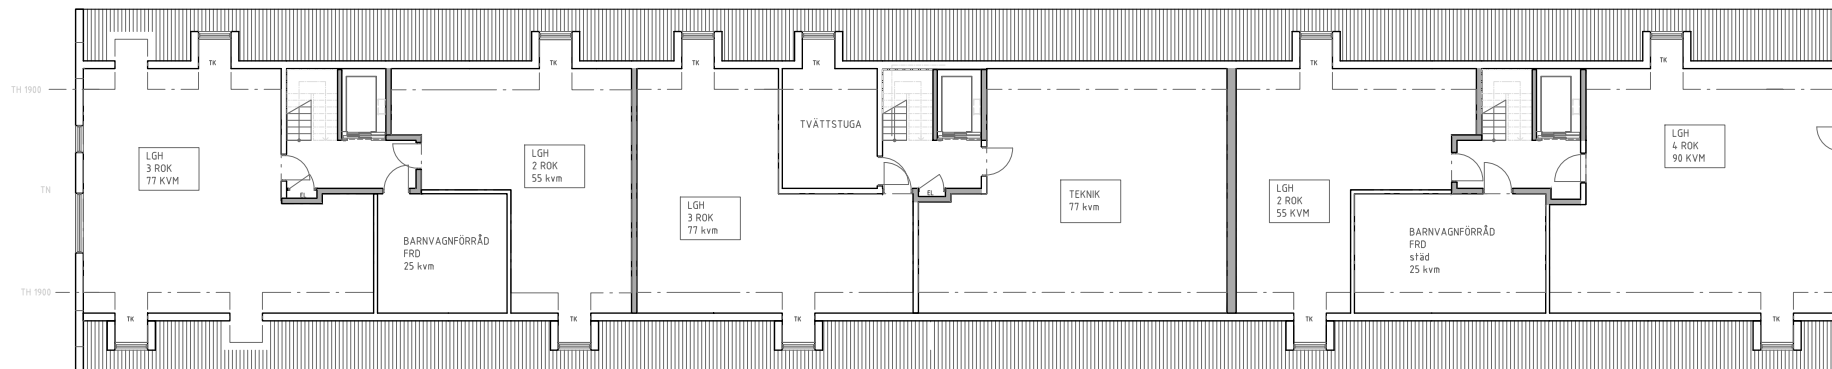 TK
TK
TK
TK
TK
TK
TH 1900
TVÄTTSTUGA
LGH
3 ROK
77 KVM
LGH
2 ROK
55 kvm
LGH
4 ROK
90 KVM
TN
EL
EL
TEKNIK
77 kvm
LGH
2 ROK
55 KVM
LGH
3 ROK
77 kvm
BARNVAGNFÖRRÅD
FRD
25 kvm
BARNVAGNFÖRRÅD
FRD
städ
25 kvm
TH 1900
TK
TK
TK
TK
TK